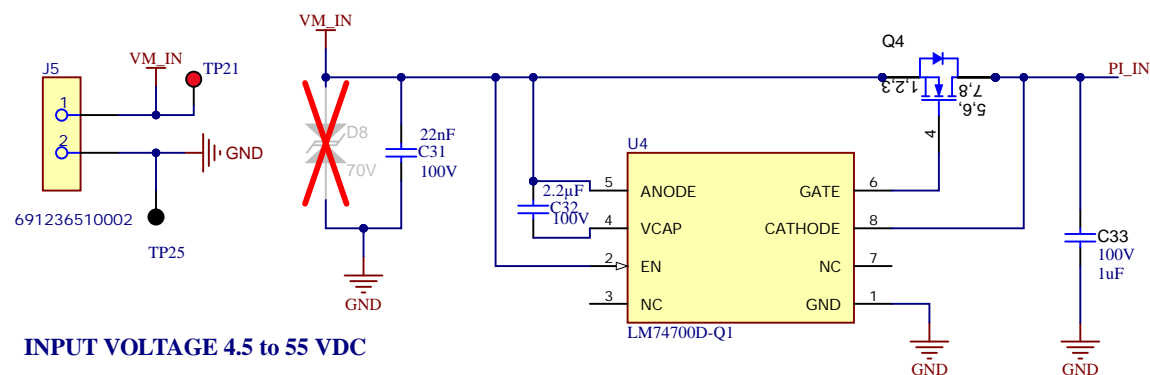 VM_IN
Q4
J5
VM_IN
TP21
PI_IN
1,2,3
5,6,
7,8
1
D8
22nF
4
2
C31
U4
GND
70V
100V
2.2µF
5
ANODE
GATE
6
C32
100V
691236510002
4
VCAP
CATHODE
8
C33
TP25
100V
2
EN
NC
7
1uF
GND
3
NC
GND
1
LM74700D-Q1
INPUT VOLTAGE 4.5 to 55 VDC
GND
GND